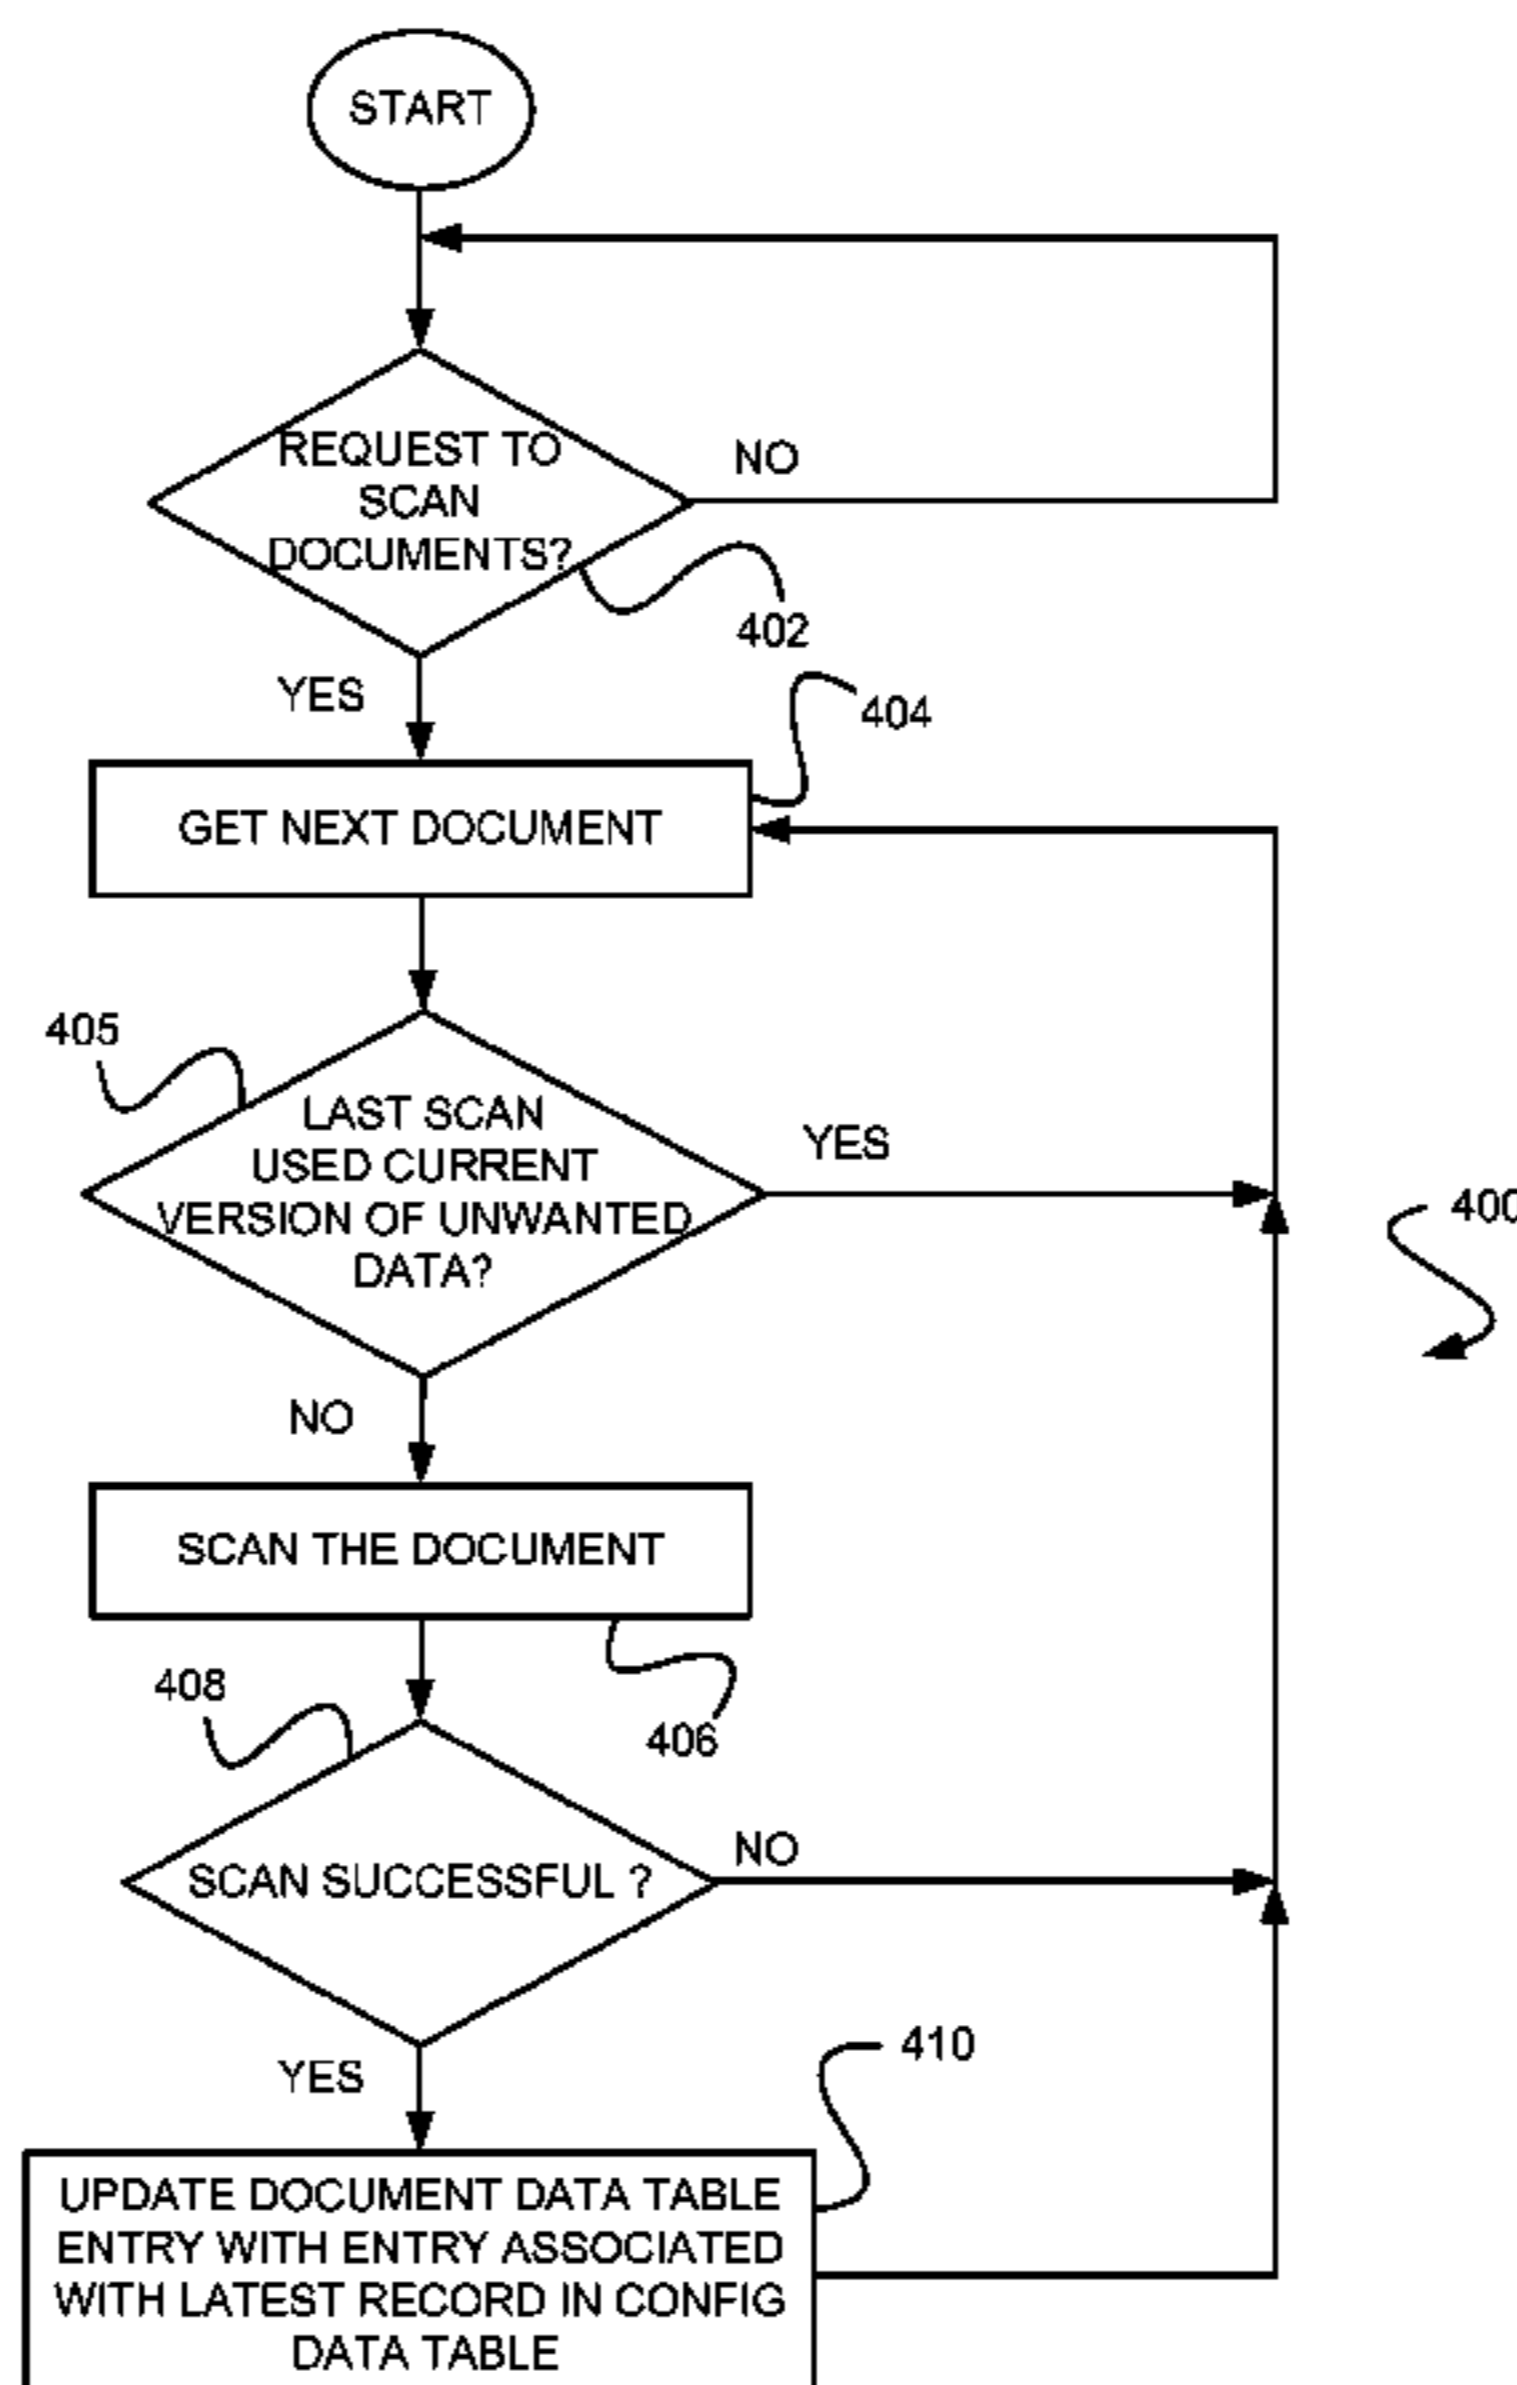 START
REQUEST TO
SCAN
DOCUMENTS?
NO
402
YES
404
GET NEXT DOCUMENT
405
LAST SCAN
USED CURRENT
VERSION OF UNWANTED
DATA?
YES
400
NO
SCAN THE DOCUMENT
406
408
SCAN SUCCESSFUL ?
NO
YES
410
UPDATE DOCUMENT DATA TABLE
ENTRY WITH ENTRY ASSOCIATED
WITH LATEST RECORD IN CONFIG
DATA TABLE